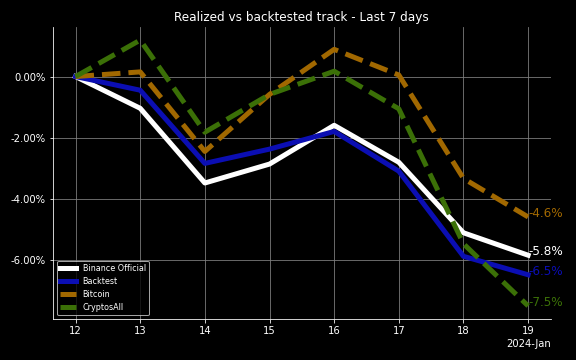 Realized vs backtested track - Last 7 days
0.00%
-2.00%
-4.00%
-6.00%
-4.6%
-5.8%
-6.5%
-7.5%
Binance Official
Backtest
Bitcoin
CryptosAll
12 13 14 15 16 17 18 19
2024-Jan